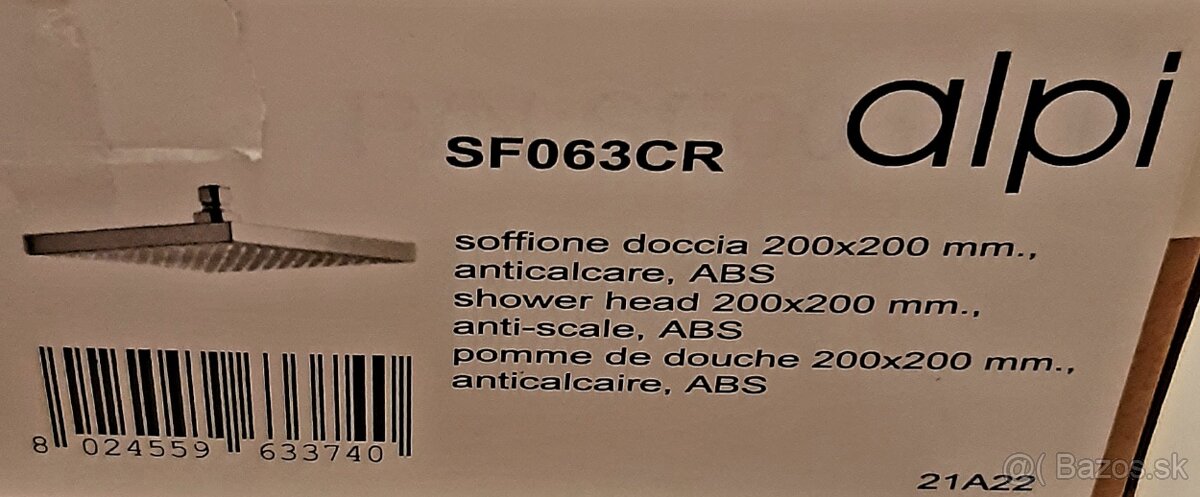 alpi
SF063CR
soffione doccia 200x200 mm.,
anticalcare, ABS
shower head 200x200 mm.,
anti-scale, ABS
pomme de douche 200x200 mm.,
anticalcaire, ABS
8 024559 633740
21A22
@( Bazos.sk